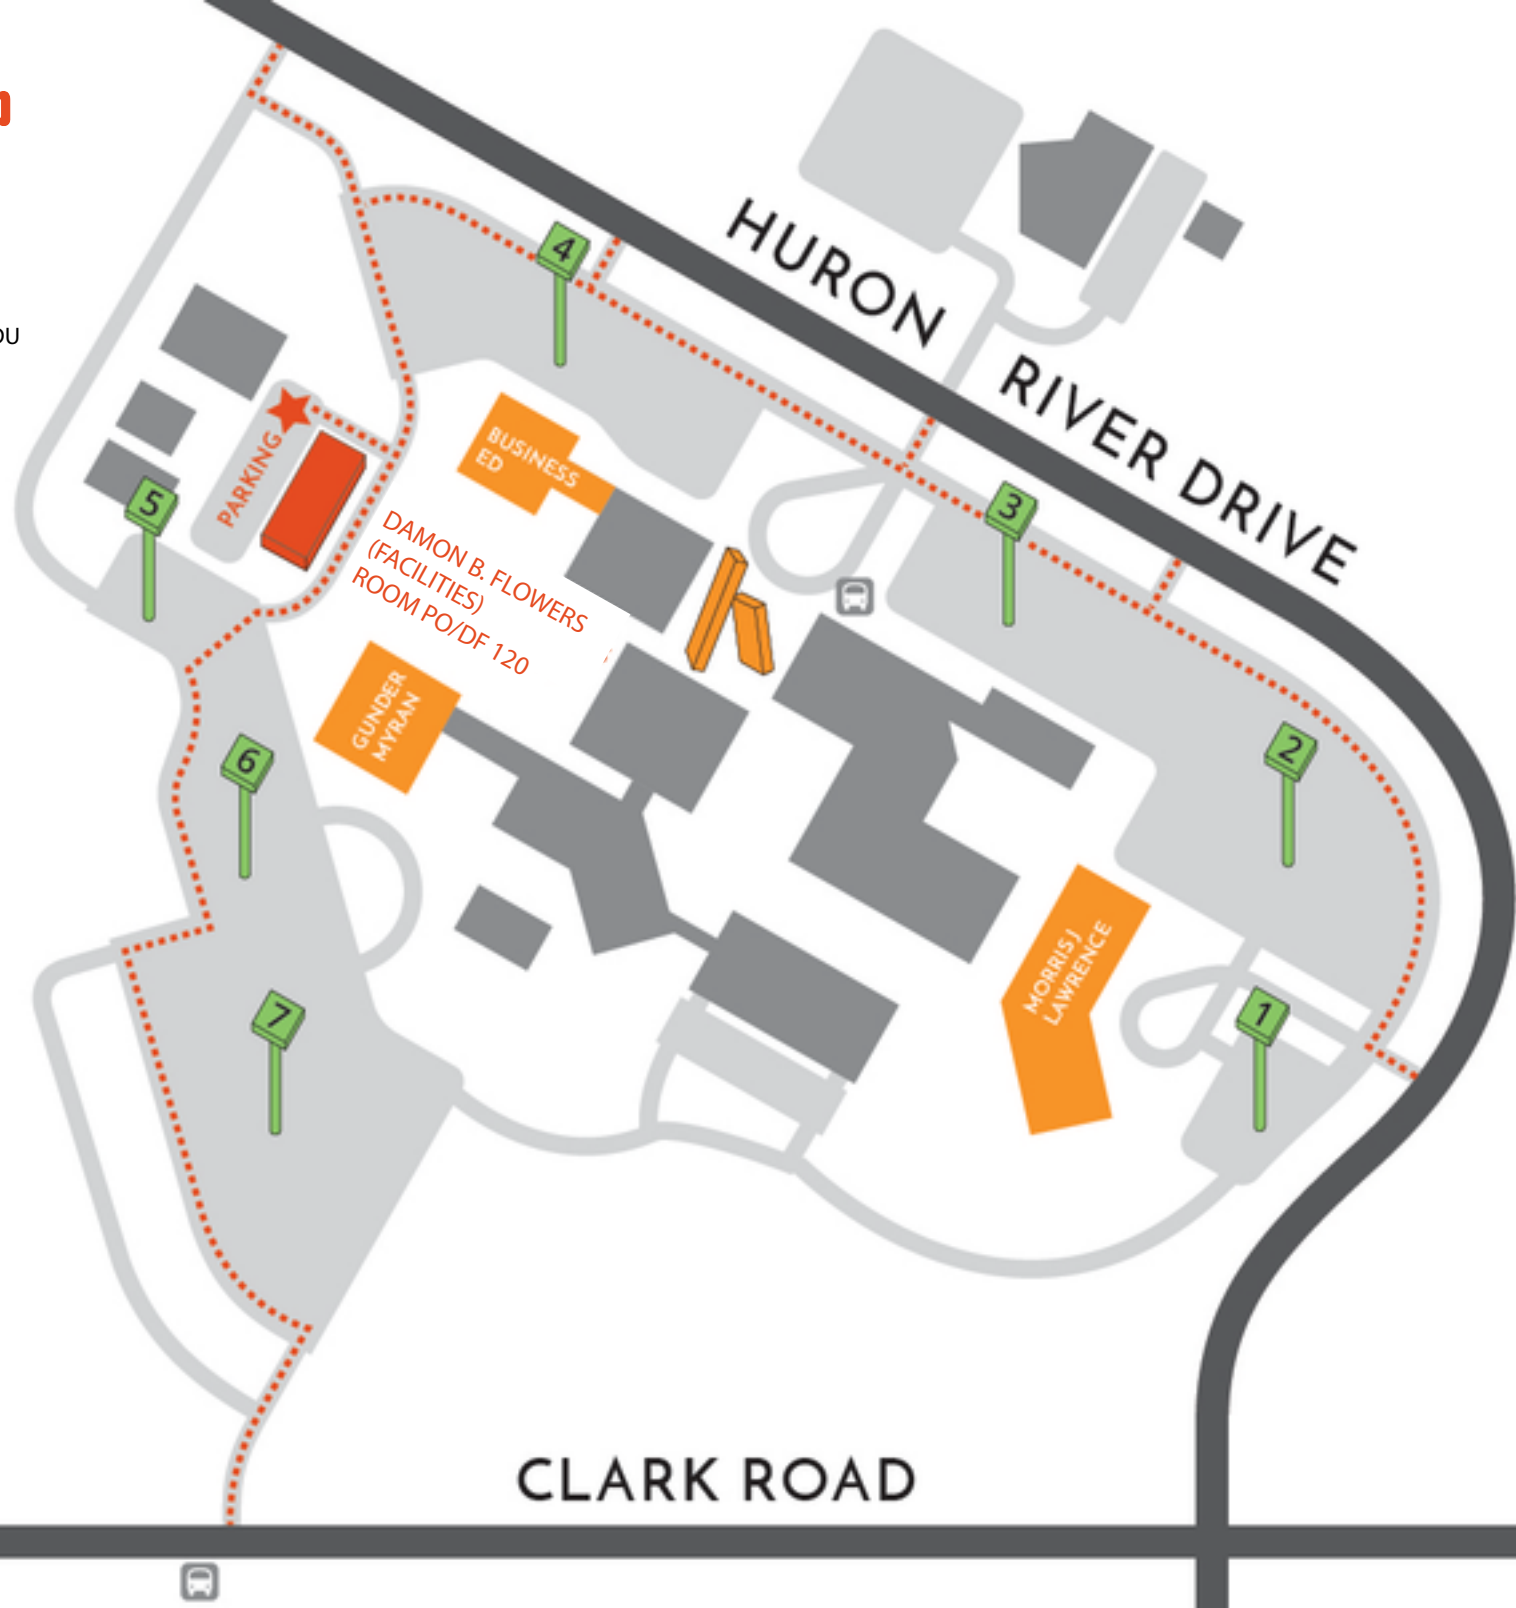 OU
4
HURON
RIVER DRIVE
BUSINESS
ED
PARKING
5
3
DAMON B. FLOWERS
(FACILITIES)
ROOM PO/DF 120
GUNDER
MYRAN
6
2
MORRIS J
LAWRENCE
7
1
CLARK ROAD